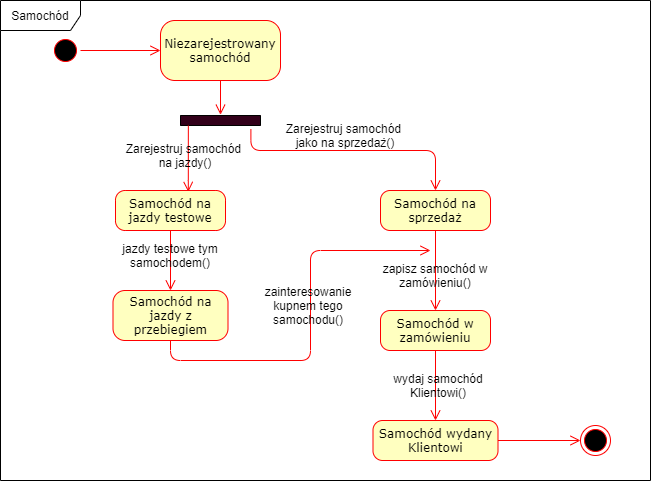 Samochód
Niezarejestrowany
samochód
Zarejestruj samochód
jako na sprzedaż()
Zarejestruj samochód
na jazdy()
Samochód na
jazdy testowe
Samochód na
sprzedaż
jazdy testowe tym
samochodem()
zapisz samochód w
zamówieniu()
zainteresowanie
kupnem tego
samochodu()
Samochód na
jazdy z
przebiegiem
Samochód w
zamówieniu
wydaj samochód
Klientowi()
Samochód wydany
Klientowi